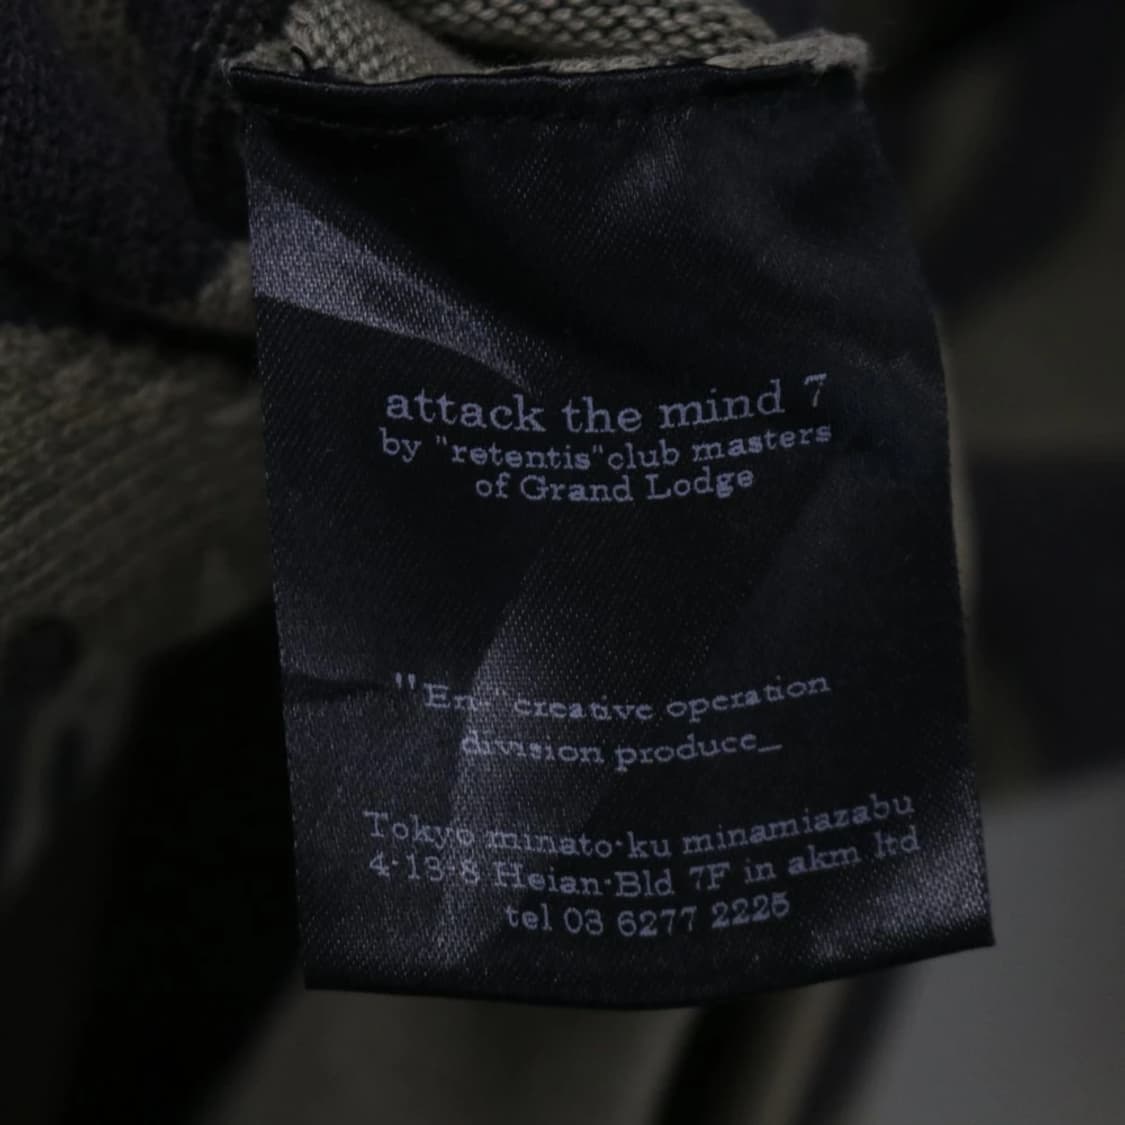 attack the mind 7
by "retentis"club masters
of Grand Lodge
"En-" creative operation
division produce_
Tokyo minato-ku minamiazabu
4-13-8 Heian-Bld 7F in akm ltd
tel 03 6277 2225